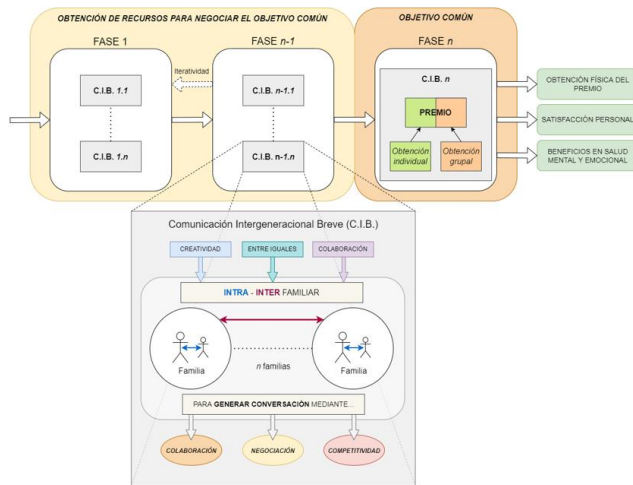 OBTENCIÓN DE RECURSOS PARA NEGOCIAR EL OBJETIVO COMÚN
OBJETIVO COMÚN
FASE 1
FASE n-1
FASE n
C.I.B. 1.1
Iteratividad
C.I.B. n-1.1
C.I.B. n
PREMIO
OBTENCIÓN FÍSICA DEL
PREMIO
SATISFACCIÓN PERSONAL
C.I.B. 1.n
C.I.B. n-1.n
Obtención
individual
Obtención
grupal
BENEFICIOS EN SALUD
MENTAL Y EMOCIONAL
Comunicación Intergeneracional Breve (C.I.B.)
CREATIVIDAD
ENTRE IGUALES
COLABORACIÓN
INTRA - INTER FAMILIAR
Familia
n familias
Familia
PARA GENERAR CONVERSACIÓN MEDIANTE...
COLABORACIÓN
NEGOCIACIÓN
COMPETITIVIDAD